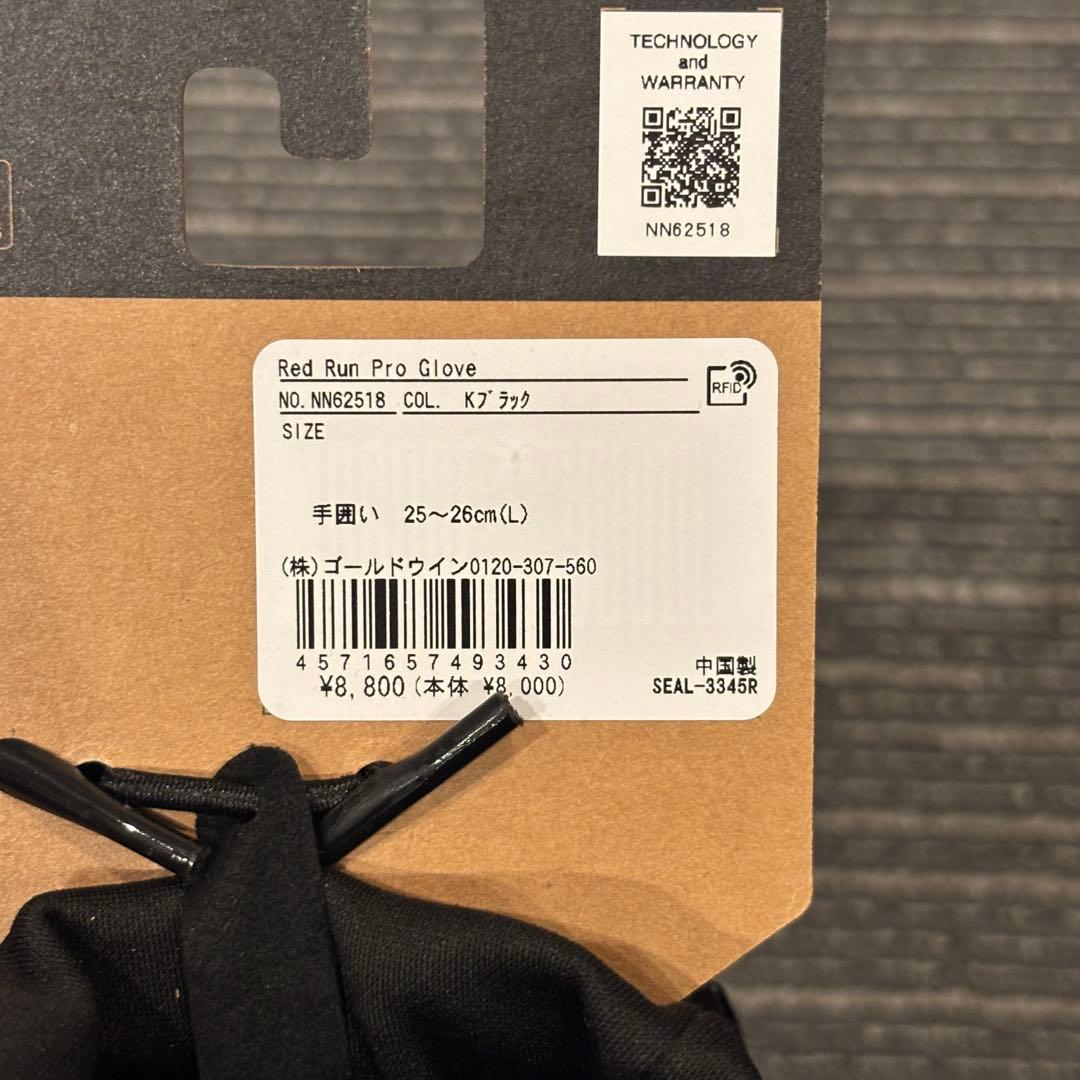 TECHNOLOGY
and
WARRANTY
NN62518
Red Run Pro Glove
RFID
NO. NN62518 COL. Kブラック
SIZE
手囲い 25〜26cm(L)
(株)ゴールドウイン0120-307-560
4571657493430
¥8,800(本体 ¥8,000)
中国製
SEAL-3345R